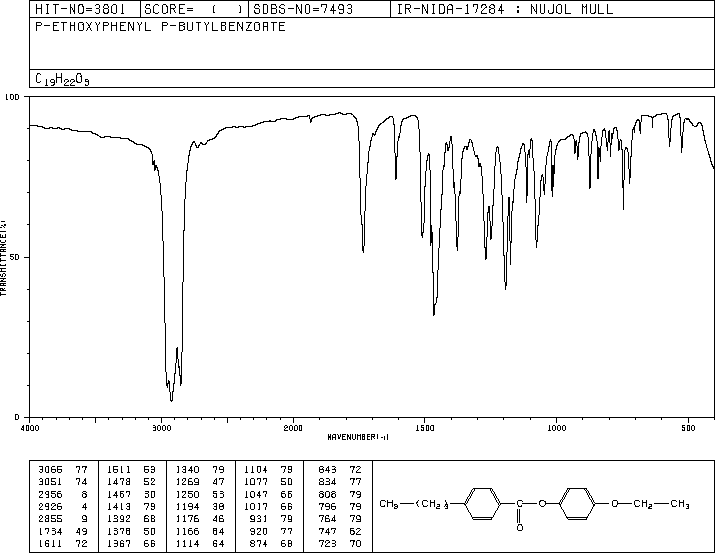 HIT-NO=3801 SCORE= ( ) SDBS-NO=7493 IR-NIDA-17284 : NUJOL MULL
P-ETHOXYPHENYL P-BUTYLBENZOATE
C19H22O3
100
50
0
TRANSMITTANCE(%)
4000 3000 2000 1500 1000 500
WAVENUMBER(-1)
3066 77 1511 53 1340 79 1104 79 843 72
3051 74 1478 52 1269 47 1077 50 834 77
2956 8 1467 30 1250 53 1047 66 808 79
2926 4 1413 79 1194 38 1017 66 796 79
2855 9 1392 68 1176 46 931 79 764 79
1734 49 1378 50 1166 84 920 77 747 62
1611 72 1367 66 1114 64 874 68 723 70
CH3 (CH2)3 C O O O CH2 CH3